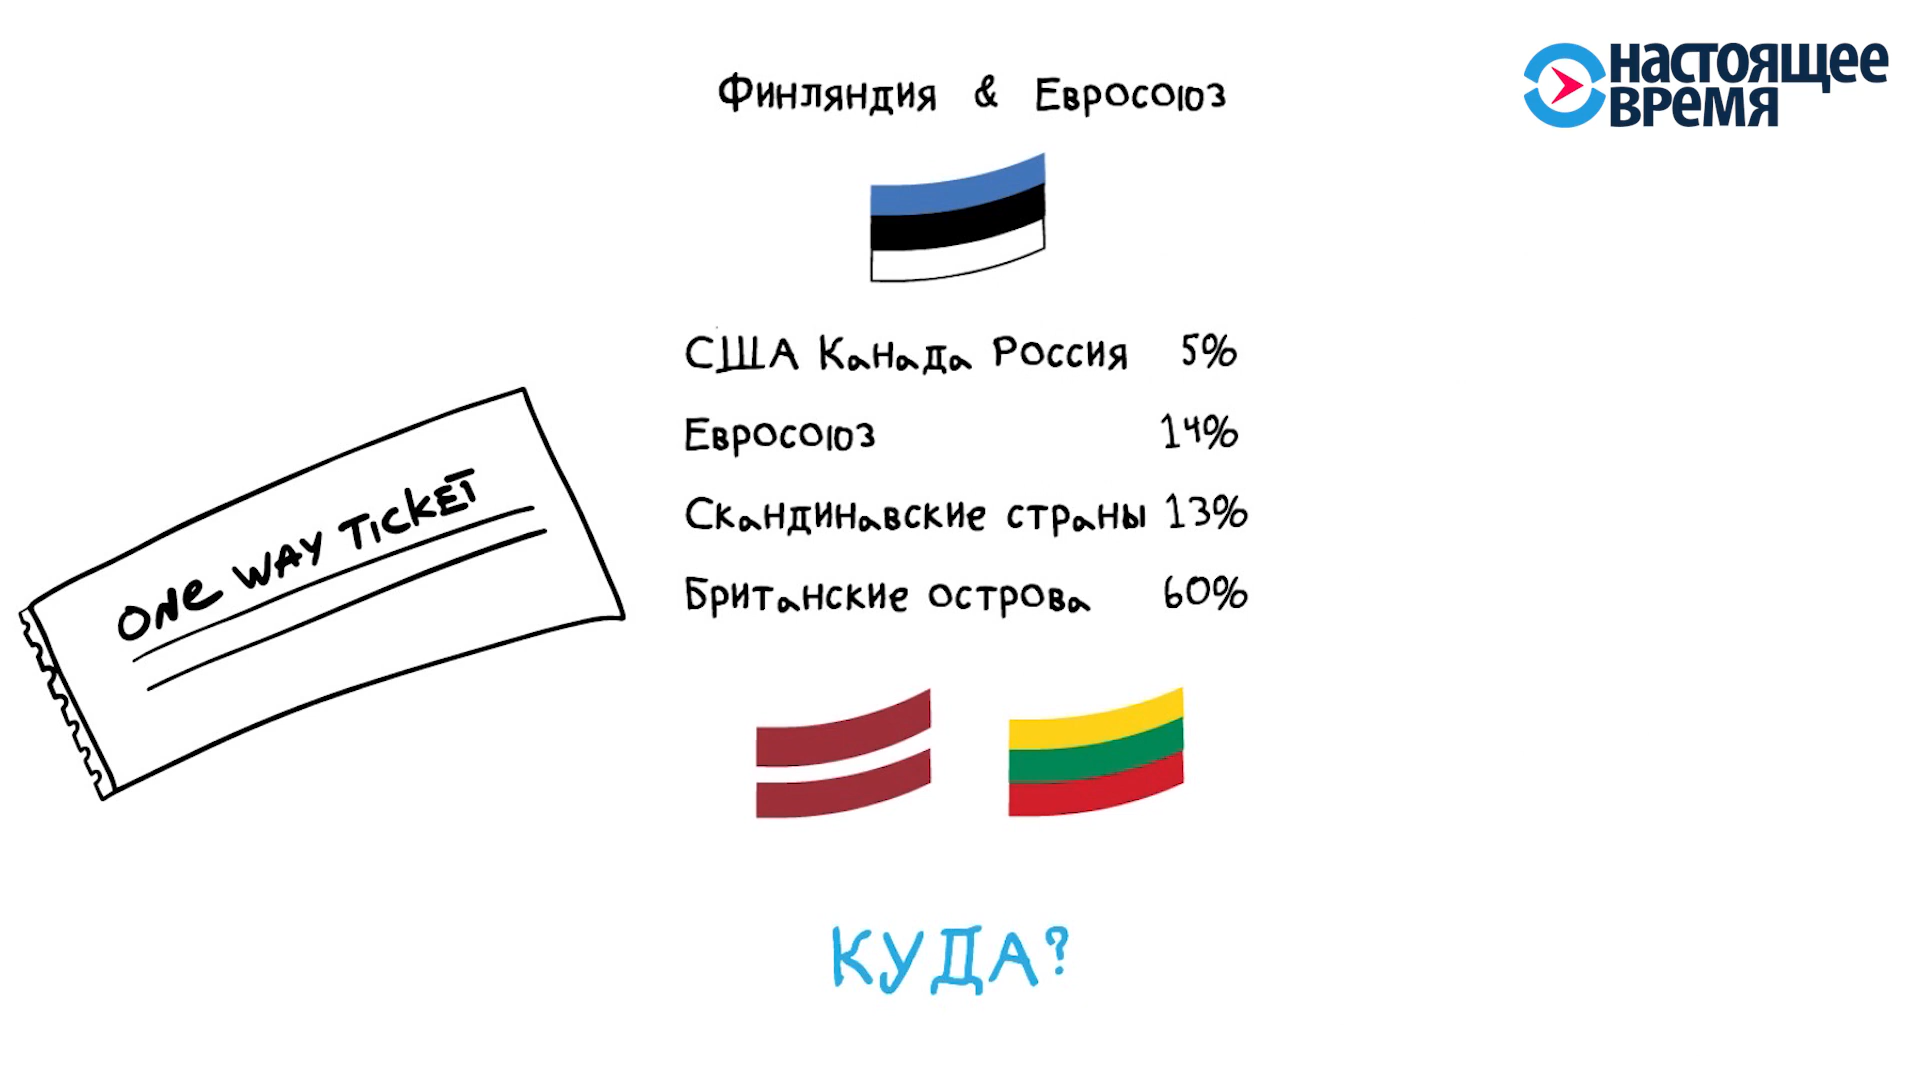 настоящее
время
Финляндия & Евросоюз
США Канада Россия 5%
Евросоюз 14%
Скандинавские страны 13%
Британские острова 60%
ONE WAY TICKET
КУДА?